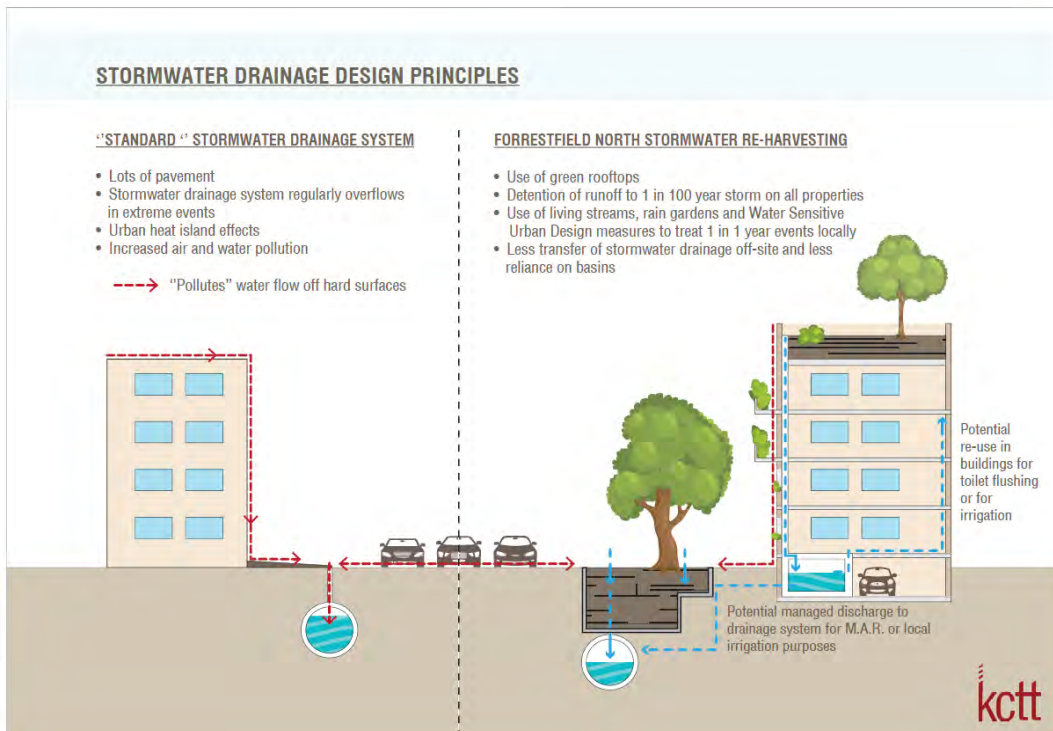 STORMWATER DRAINAGE DESIGN PRINCIPLES
‘’STANDARD ‘’ STORMWATER DRAINAGE SYSTEM
• Lots of pavement
• Stormwater drainage system regularly overflows
in extreme events
• Urban heat island effects
• Increased air and water pollution
‘’Pollutes’’ water flow off hard surfaces
FORRESTFIELD NORTH STORMWATER RE-HARVESTING
• Use of green rooftops
• Detention of runoff to 1 in 100 year storm on all properties
• Use of living streams, rain gardens and Water Sensitive
Urban Design measures to treat 1 in 1 year events locally
• Less transfer of stormwater drainage off-site and less
reliance on basins
Potential
re-use in
buildings for
toilet flushing
or for
irrigation
Potential managed discharge to
drainage system for M.A.R. or local
irrigation purposes
kctt